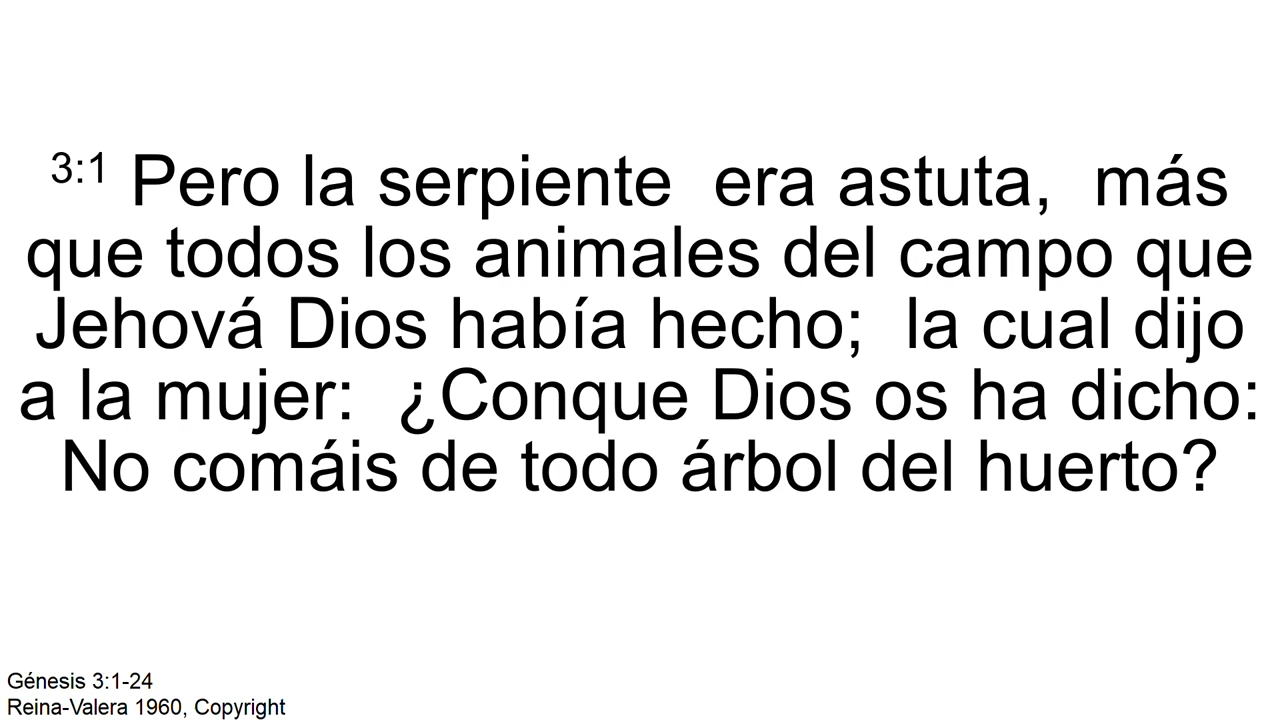 3:1 Pero la serpiente  era astuta,  más
que todos los animales del campo que
Jehová Dios había hecho;  la cual dijo
a la mujer:  ¿Conque Dios os ha dicho:
No comáis de todo árbol del huerto?
Génesis 3:1-24
Reina-Valera 1960, Copyright